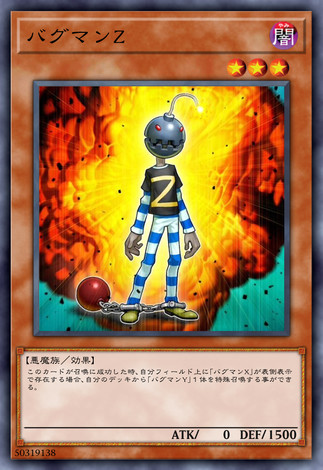 バグマンZ
やみ
闇
Z
【悪魔族／効果】
このカードが召喚に成功した時、自分フィールド上に「バグマンX」が表側表示
で存在する場合、自分のデッキから「バグマンY」１体を特殊召喚する事がで
きる。
ATK/ 0 DEF/1500
S0319138